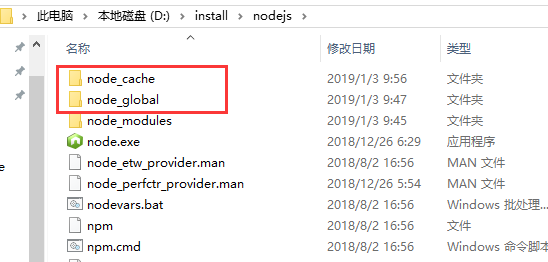 此电脑 › 本地磁盘 (D:) › install › nodejs ›
名称 修改日期 类型
node_cache 2019/1/3 9:56 文件夹
node_global 2019/1/3 9:47 文件夹
node_modules 2019/1/3 9:45 文件夹
node.exe 2018/12/26 6:29 应用程序
node_etw_provider.man 2018/8/2 16:56 MAN 文件
node_perfctr_provider.man 2018/12/26 5:54 MAN 文件
nodevars.bat 2018/8/2 16:56 Windows 批处理...
npm 2018/8/2 16:56 文件
npm.cmd 2018/8/2 16:56 Windows 命令脚本